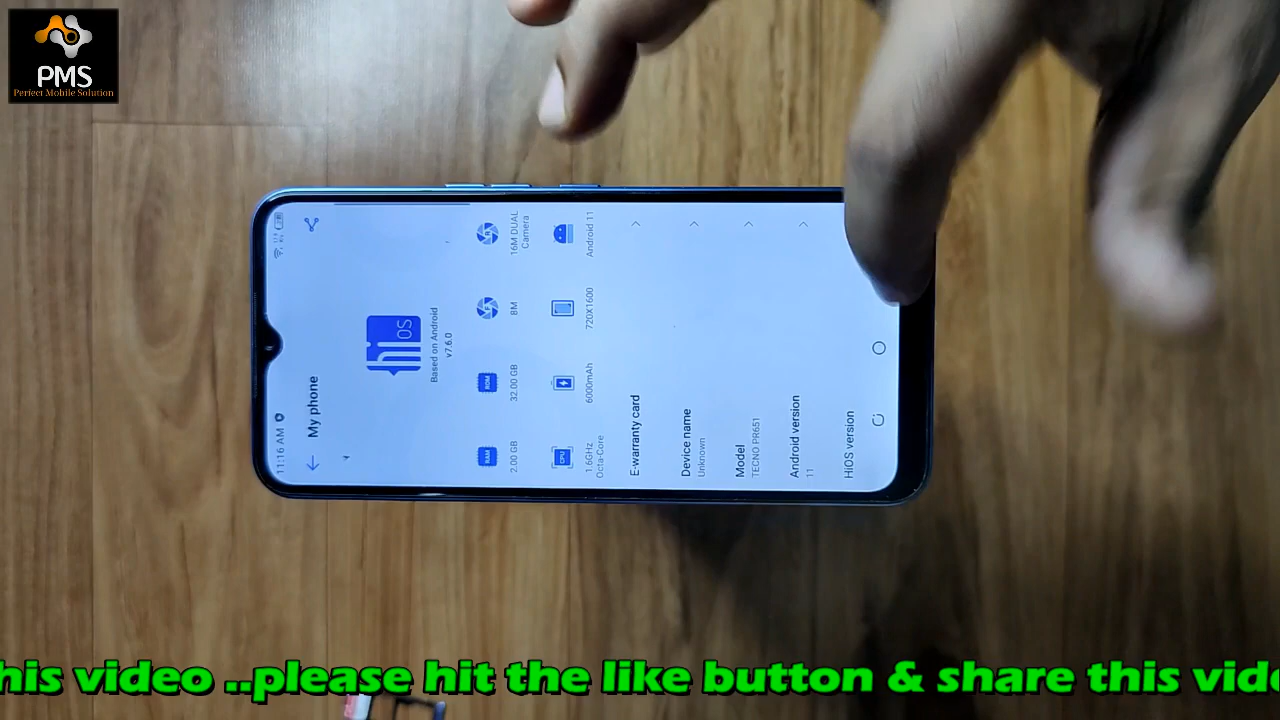 PMS
Perfect Mobile Solution
11:16 AM
My phone
hiOS
Based on Android
v7.6.0
RAM
ROM
F
R
2.00 GB
32.00 GB
8M
16M DUAL
Camera
CPU
1.6GHz
Octa-Core
6000mAh
720X1600
Android 11
E-warranty card
Device name
Unknown
Model
TECNO PR651
Android version
11
HiOS version
his video ..please hit the like button & share this vide